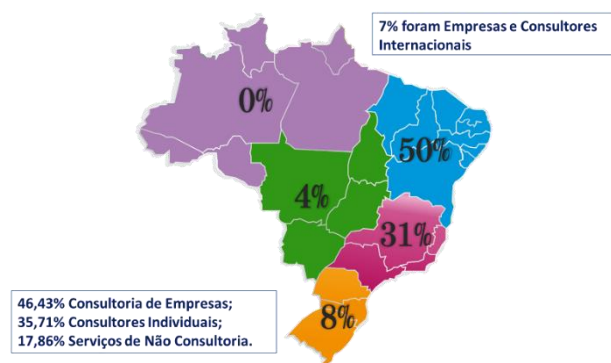 7% foram Empresas e Consultores
Internacionais
0%
50%
4%
31%
8%
46,43% Consultoria de Empresas;
35,71% Consultores Individuais;
17,86% Serviços de Não Consultoria.